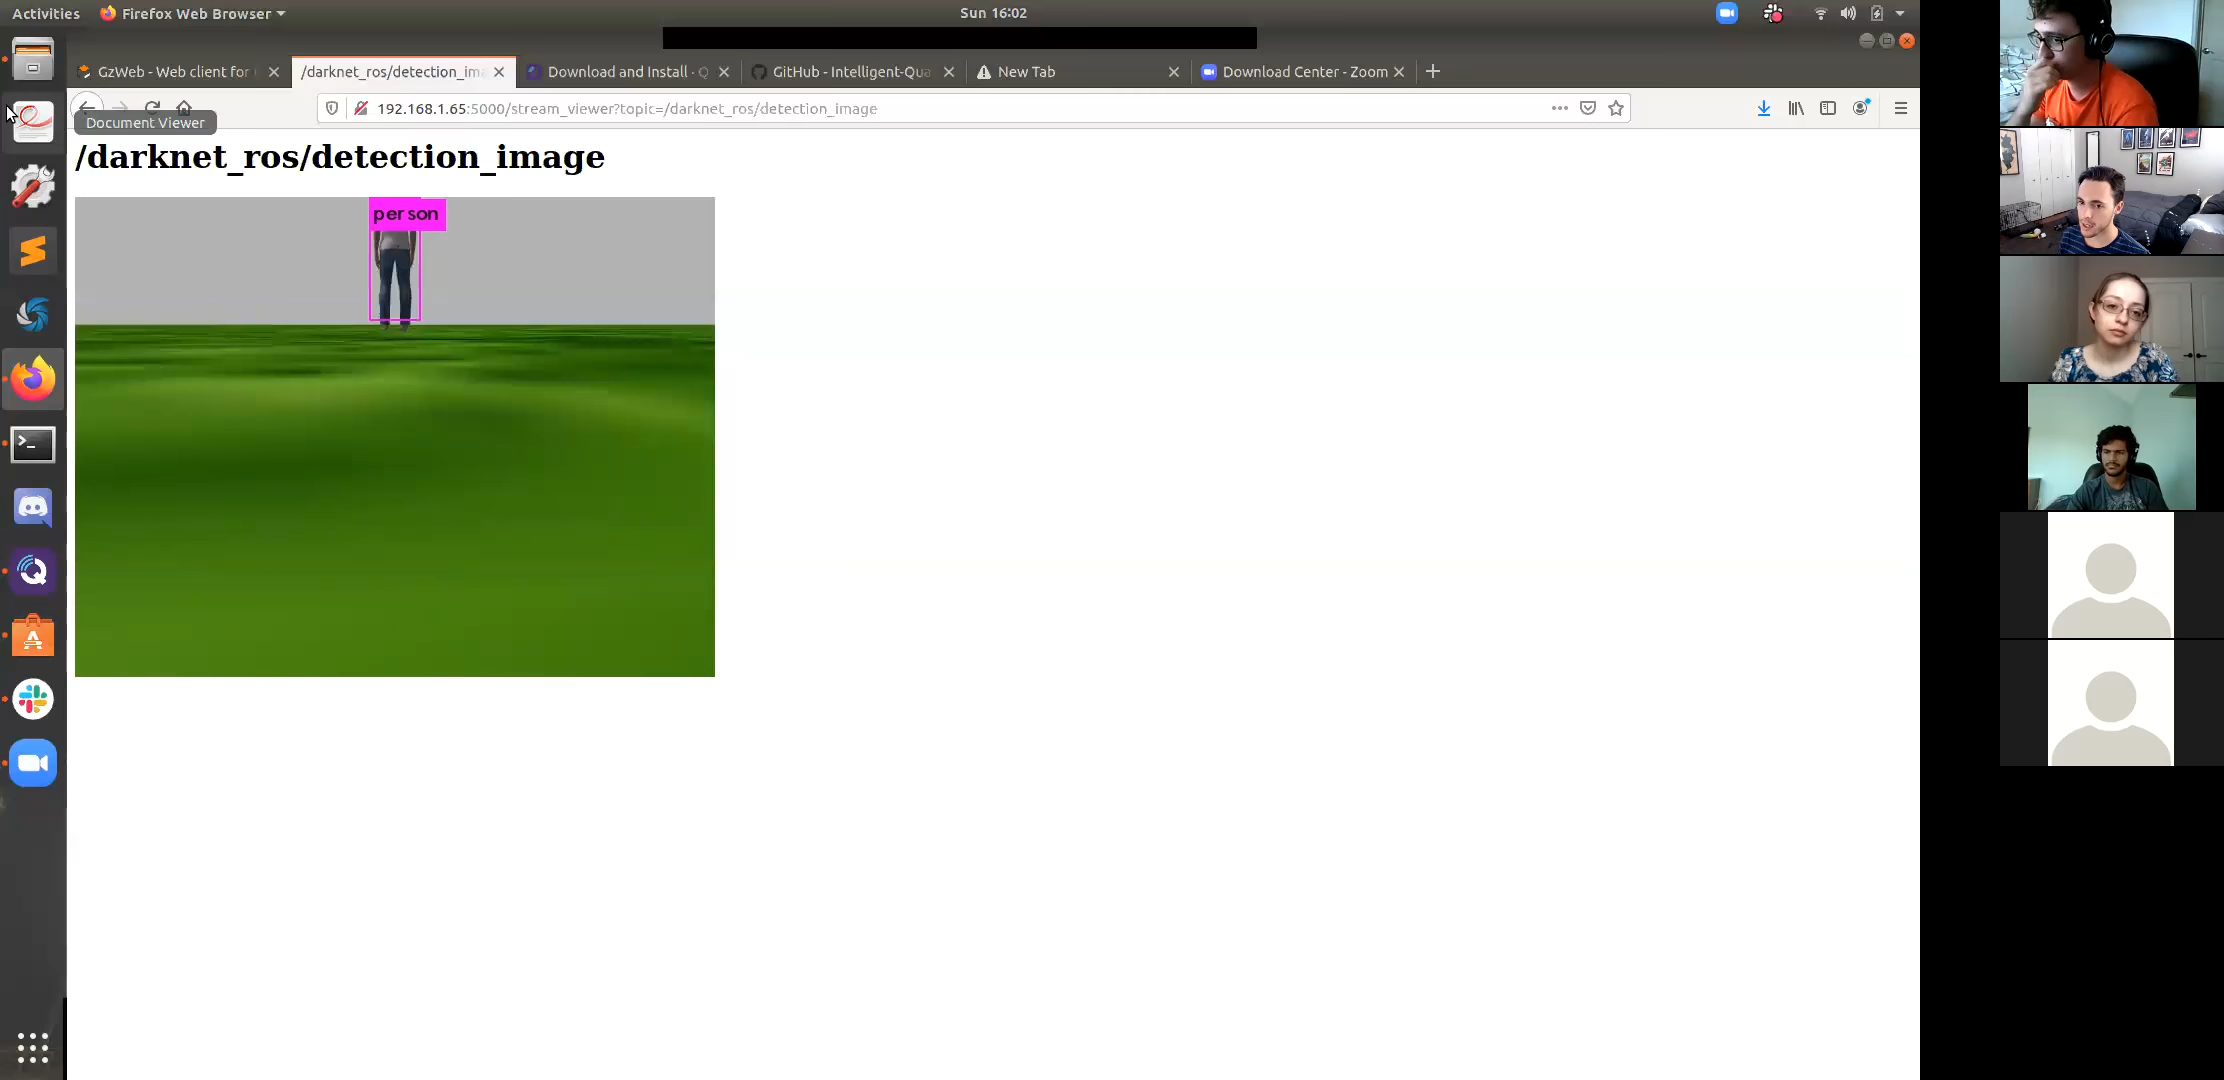 Activities Firefox Web Browser Sun 16:02
GzWeb - Web client for /darknet_ros/detection_im Download and Install · Q GitHub - Intelligent-Qua New Tab Download Center - Zoom
192.168.1.65:5000/stream_viewer?topic=/darknet_ros/detection_image
Document Viewer
/darknet_ros/detection_image
person